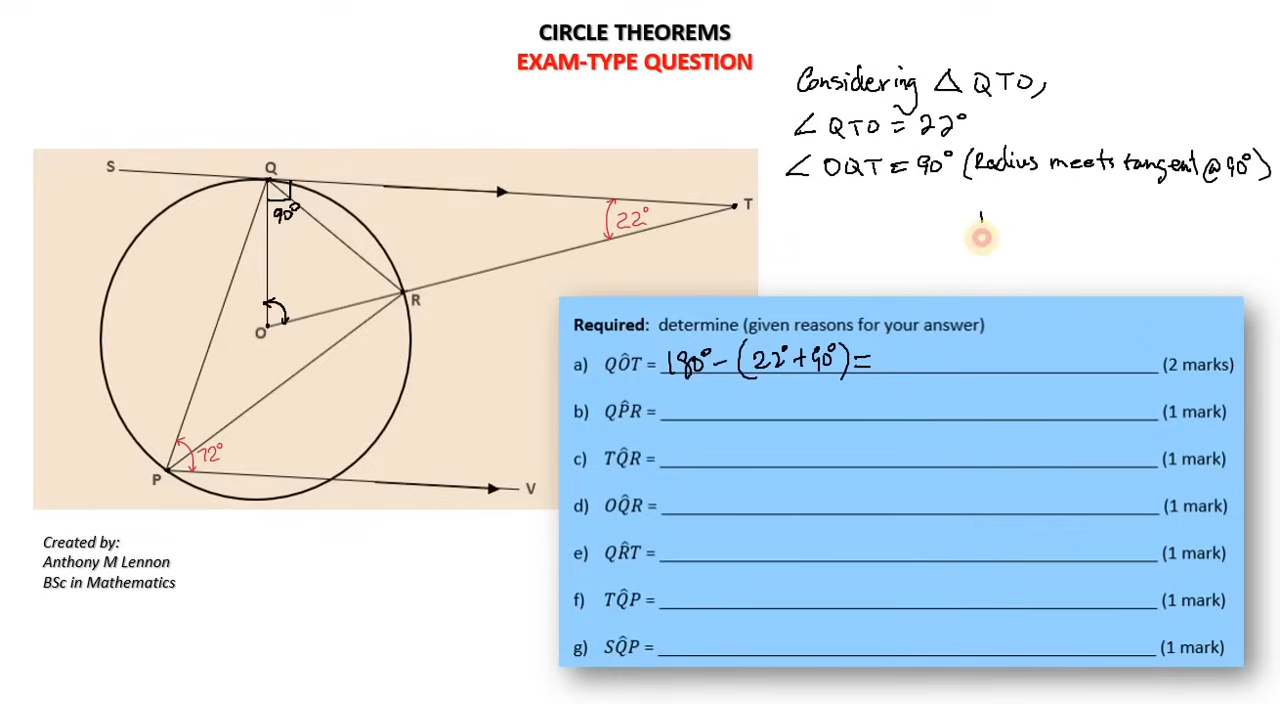 CIRCLE THEOREMS
EXAM-TYPE QUESTION
Considering △ QTO,
∠ QTO = 22°
∠ OQT = 90° (Radius meets tangent @ 90°)
S
Q
T
90°
22°
R
O
72°
P
V
Required: determine (given reasons for your answer)
a) QÔT = 180° - (22° + 90°) = (2 marks)
b) QP̂R = (1 mark)
c) TQ̂R = (1 mark)
d) OQ̂R = (1 mark)
e) QR̂T = (1 mark)
f) TQ̂P = (1 mark)
g) SQ̂P = (1 mark)
Created by:
Anthony M Lennon
BSc in Mathematics